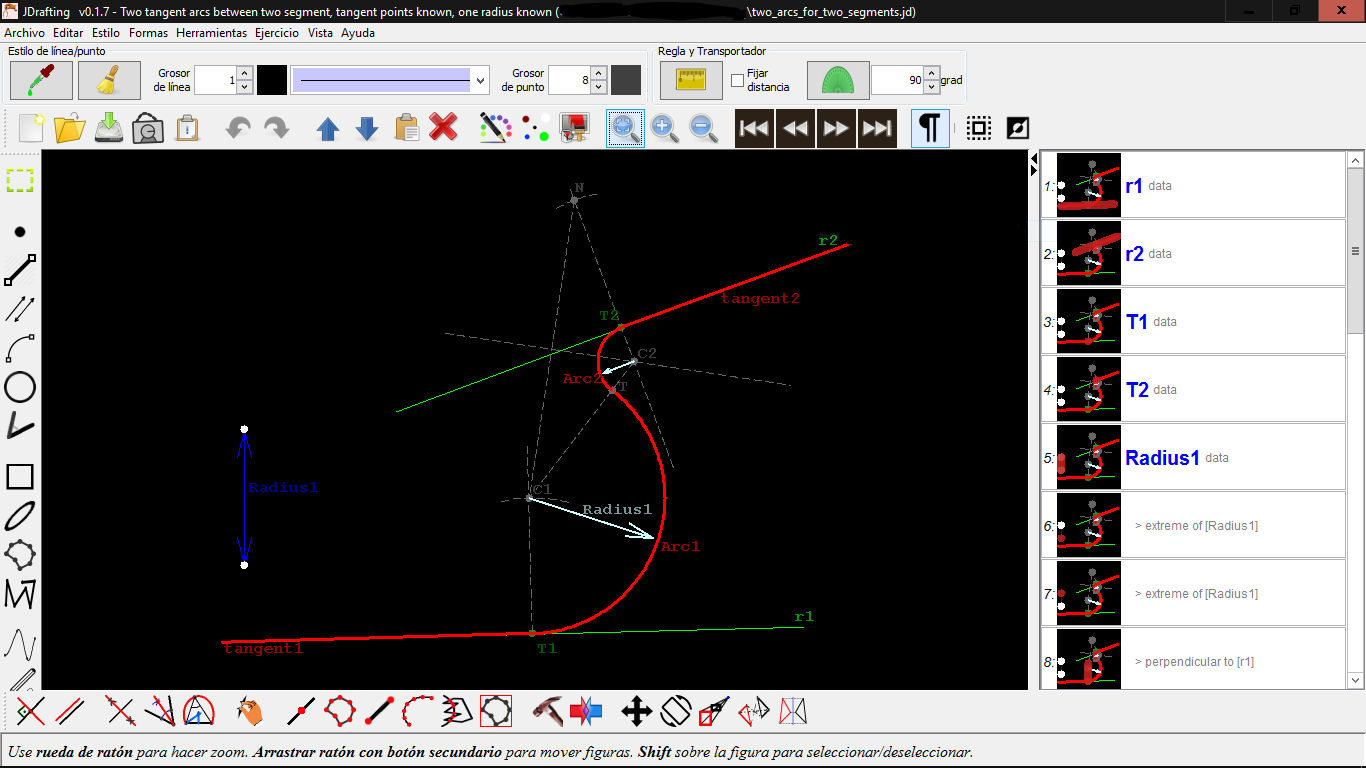 JDrafting v0.1.7 - Two tangent arcs between two segment, tangent points known, one radius known ( \two_arcs_for_two_segments.jd)
Archivo Editar Estilo Formas Herramientas Ejercicio Vista Ayuda
Estilo de línea/punto
Grosor de línea
1
Grosor de punto
8
Regla y Transportador
Fijar distancia
90
grad
N
r2
tangent2
T2
C2
Arc2
T
Radius1
C1
Radius1
Arc1
r1
tangent1
T1
1: r1 data
2: r2 data
3: T1 data
4: T2 data
5: Radius1 data
6: > extreme of [Radius1]
7: > extreme of [Radius1]
8: > perpendicular to [r1]
Use rueda de ratón para hacer zoom. Arrastrar ratón con botón secundario para mover figuras. Shift sobre la figura para seleccionar/deseleccionar.